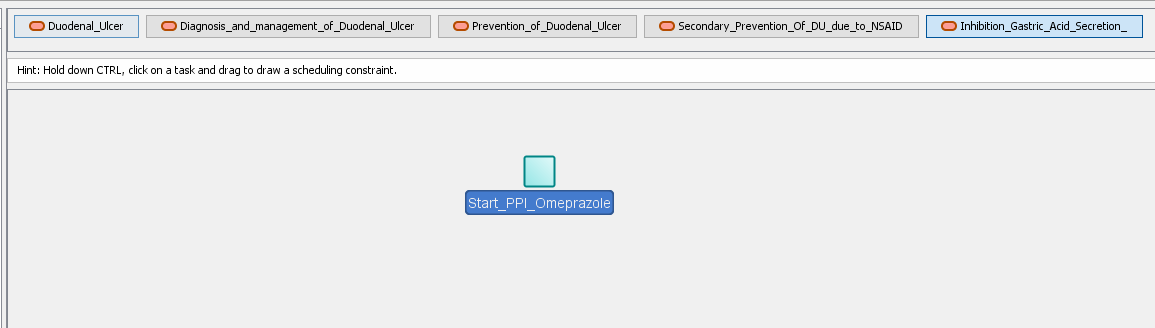 Duodenal_Ulcer
Diagnosis_and_management_of_Duodenal_Ulcer
Prevention_of_Duodenal_Ulcer
Secondary_Prevention_Of_DU_due_to_NSAID
Inhibition_Gastric_Acid_Secretion_
Hint: Hold down CTRL, click on a task and drag to draw a scheduling constraint.
Start_PPI_Omeprazole